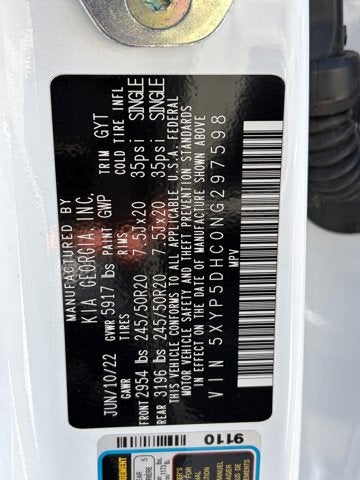 MANUFACTURED BY
KIA GEORGIA, INC.
JUN/10/22 GVWR 5917 lbs PAINT GWP TRIM GYT
GAWR TIRES RIMS COLD TIRE INFL
FRONT 2954 lbs 245/50R20 7.5Jx20 35psi SINGLE
REAR 3196 lbs 245/50R20 7.5Jx20 35psi SINGLE
THIS VEHICLE CONFORMS TO ALL APPLICABLE U.S.A. FEDERAL
MOTOR VEHICLE SAFETY AND THEFT PREVENTION STANDARDS
IN EFFECT ON THE DATE OF MANUFACTURE SHOWN ABOVE
VIN 5XYP5DHC0NG297598
MPV
9110